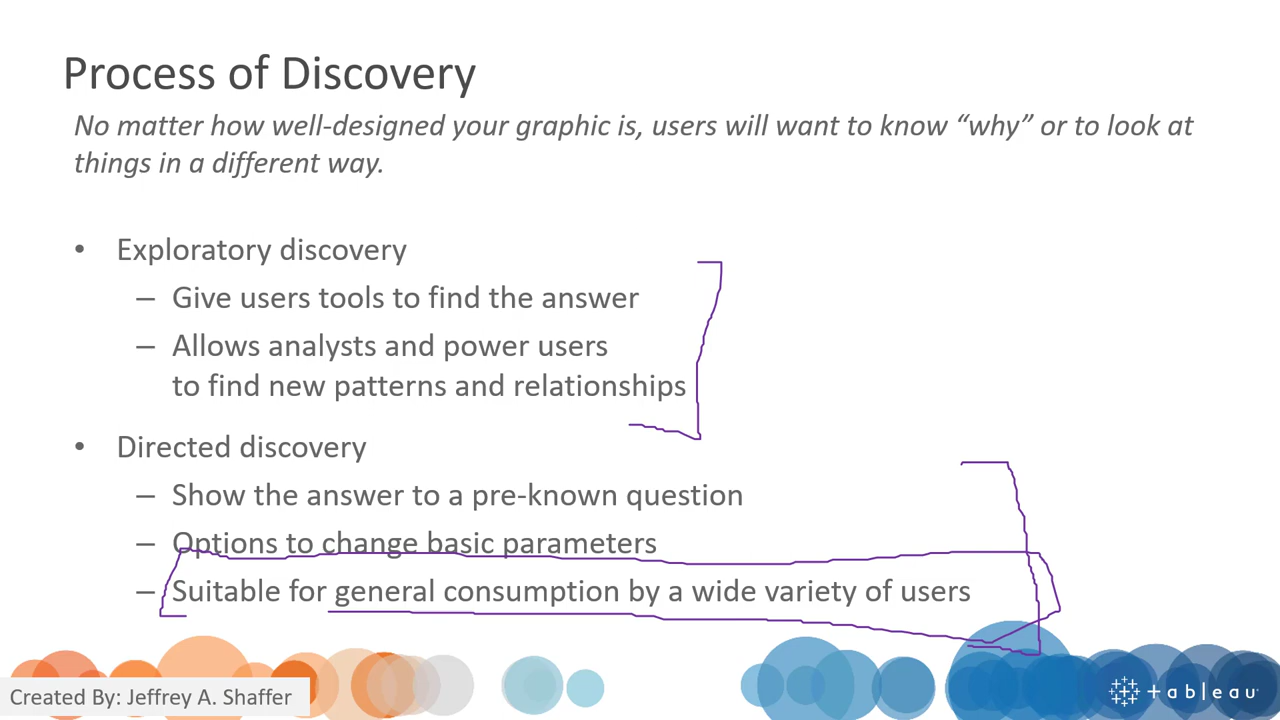 Process of Discovery
No matter how well-designed your graphic is, users will want to know “why” or to look at
things in a different way.
• Exploratory discovery
– Give users tools to find the answer
– Allows analysts and power users
to find new patterns and relationships
• Directed discovery
– Show the answer to a pre-known question
– Options to change basic parameters
– Suitable for general consumption by a wide variety of users
Created By: Jeffrey A. Shaffer
+ableau